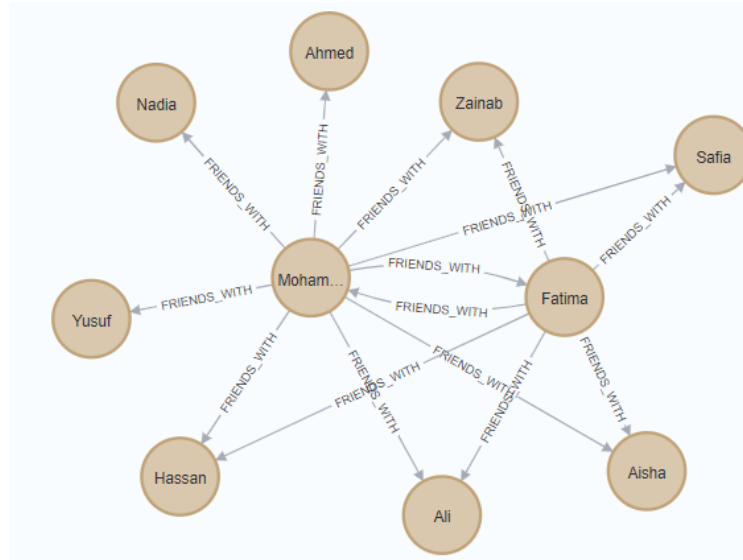 Ahmed
Nadia
Zainab
Safia
FRIENDS_WITH
FRIENDS_WITH
FRIENDS_WITH
FRIENDS_WITH
FRIENDS_WITH
FRIENDS_WITH
Moham...
FRIENDS_WITH
Fatima
FRIENDS_WITH
FRIENDS_WITH
Yusuf
FRIENDS_WITH
FRIENDS_WITH
FRIENDS_WITH
FRIENDS_WITH
FRIENDS_WITH
FRIENDS_WITH
Hassan
Aisha
Ali